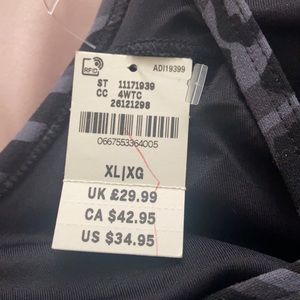 RFID
ADI19399
ST 11171939
CC 4WTC
26121298
0667553364005
XL|XG
UK £29.99
CA $42.95
US $34.95